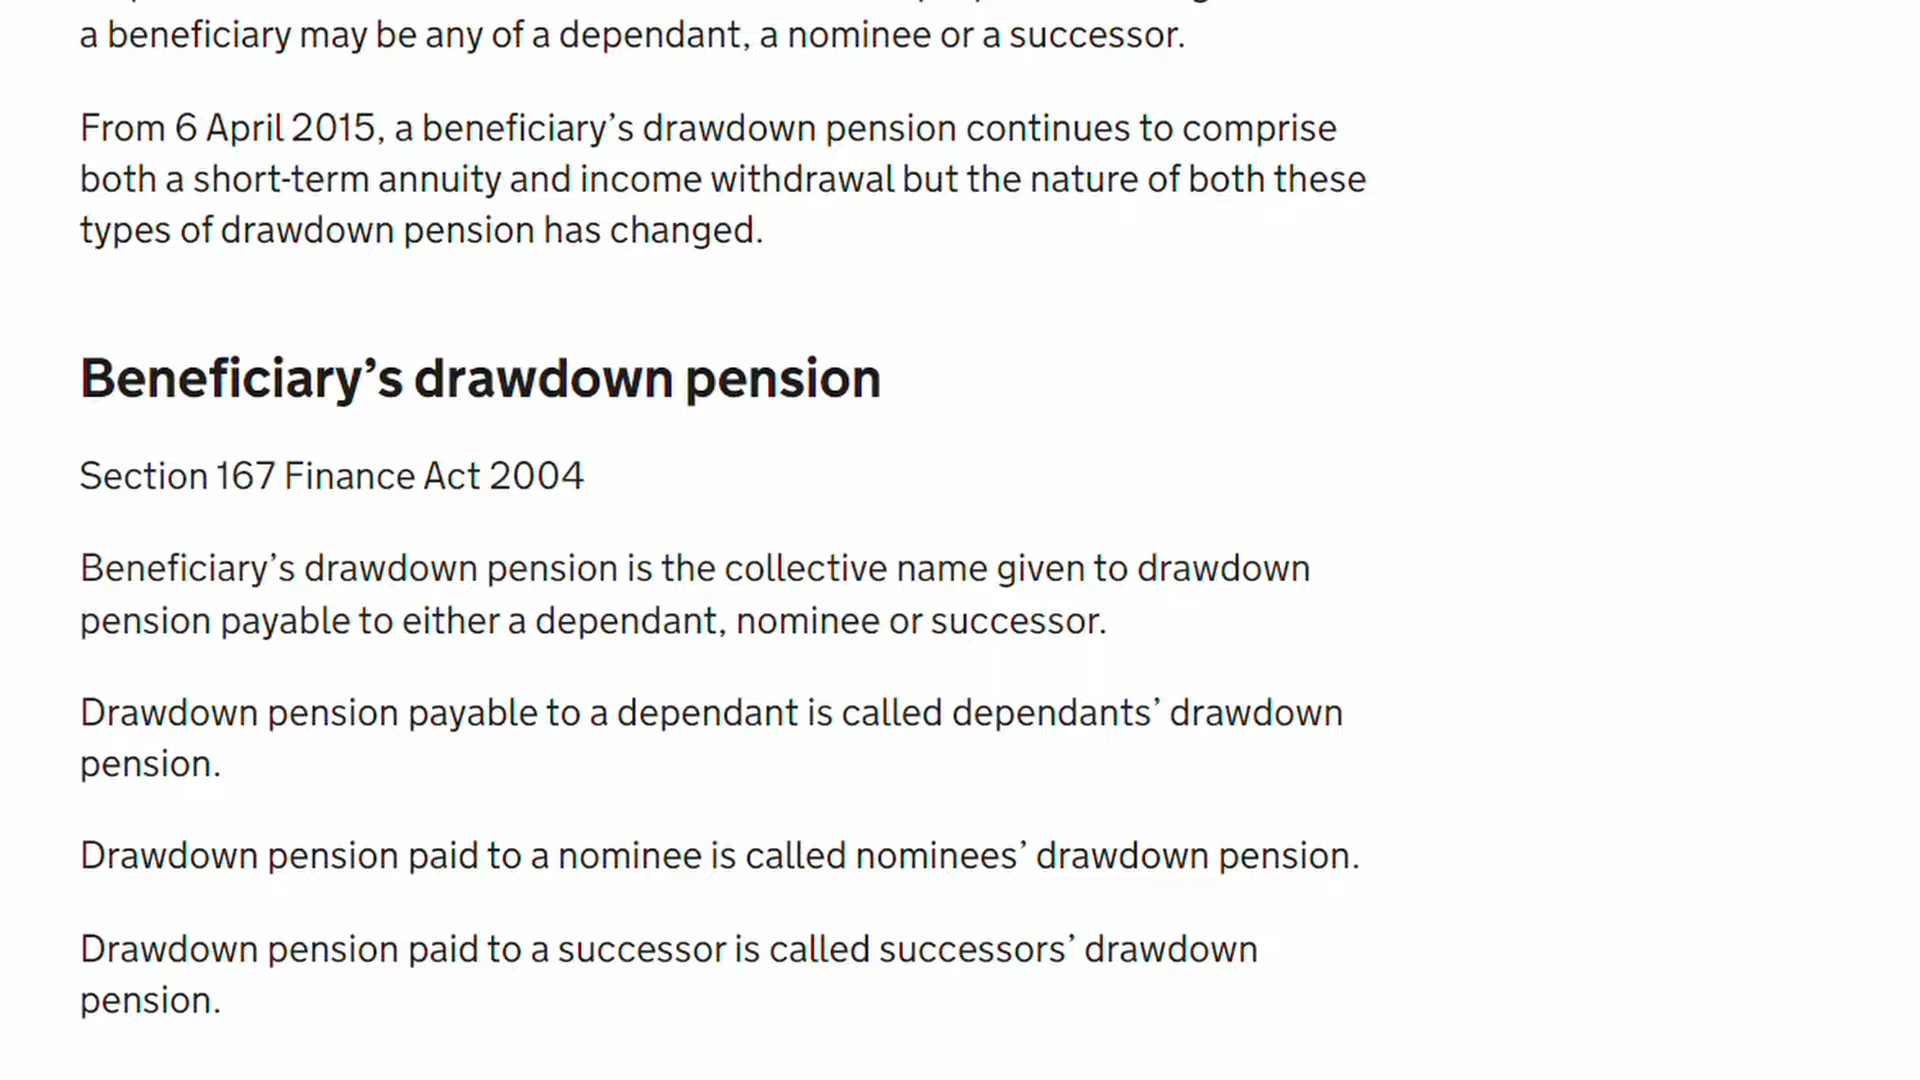 a beneficiary may be any of a dependant, a nominee or a successor.
From 6 April 2015, a beneficiary’s drawdown pension continues to comprise
both a short-term annuity and income withdrawal but the nature of both these
types of drawdown pension has changed.
Beneficiary’s drawdown pension
Section 167 Finance Act 2004
Beneficiary’s drawdown pension is the collective name given to drawdown
pension payable to either a dependant, nominee or successor.
Drawdown pension payable to a dependant is called dependants’ drawdown
pension.
Drawdown pension paid to a nominee is called nominees’ drawdown pension.
Drawdown pension paid to a successor is called successors’ drawdown
pension.